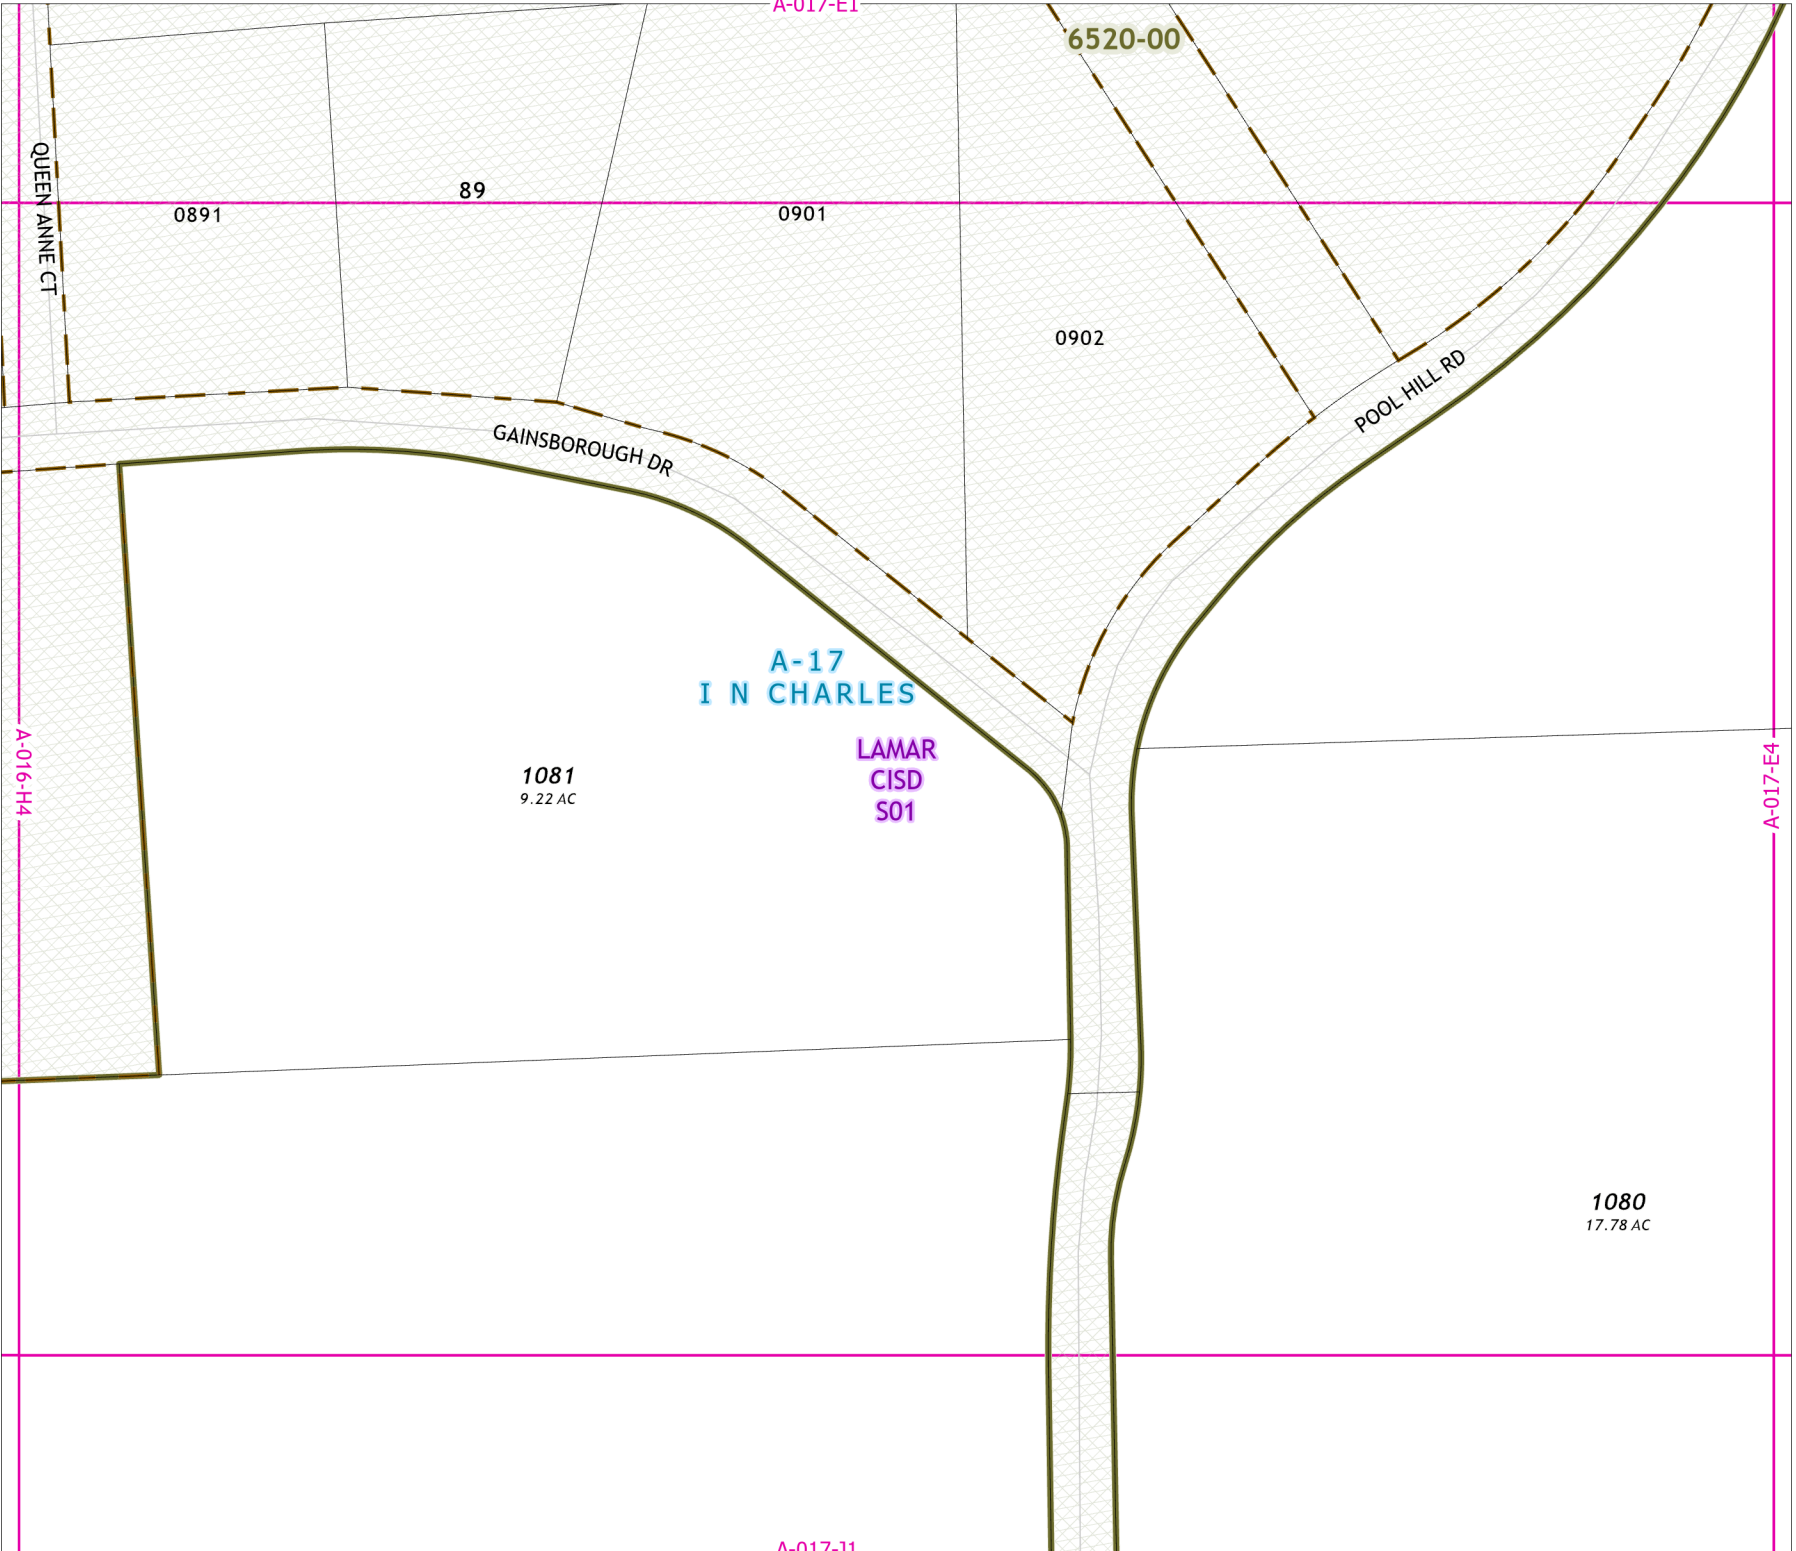 A-017-E1
6520-00
QUEEN ANNE CT
89
0891
0901
0902
POOL HILL RD
GAINSBOROUGH DR
A-17
I N CHARLES
LAMAR
CISD
S01
A-016-H4
A-017-E4
1081
9.22 AC
1080
17.78 AC
A-017-J1